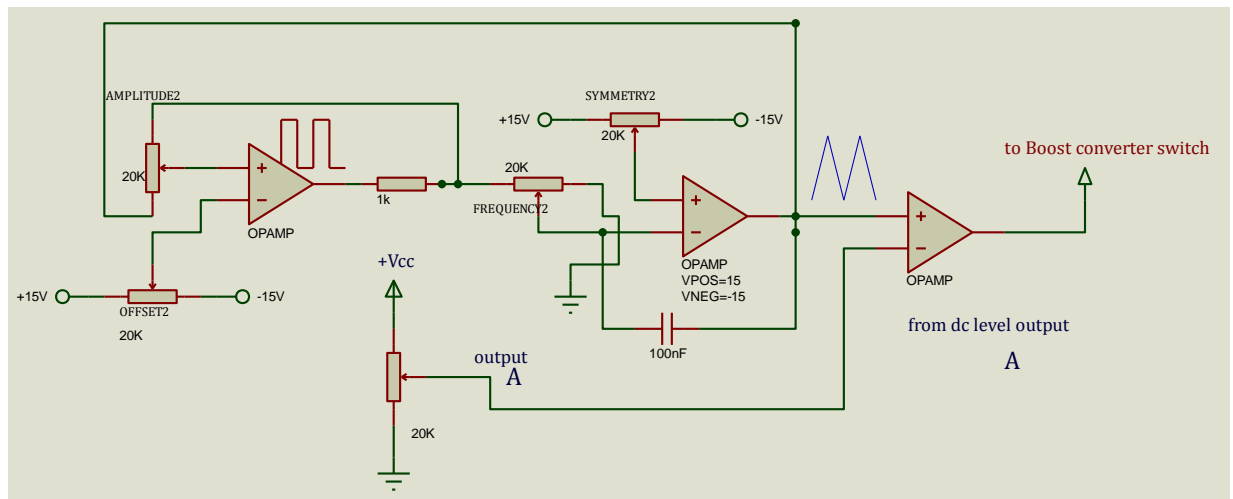 AMPLITUDE2
20K
OPAMP
1k
+15V
-15V
OFFSET2
20K
20K
FREQUENCY2
SYMMETRY2
+15V
-15V
20K
OPAMP
VPOS=15
VNEG=-15
100nF
+Vcc
output
A
20K
to Boost converter switch
OPAMP
from dc level output
A